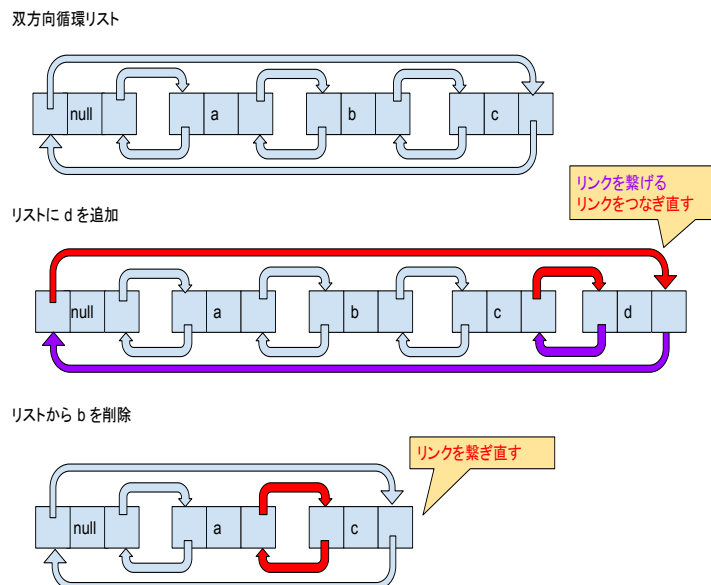 双方向循環リスト
null a b c
リンクを繋げる
リンクをつなぎ直す
リストに d を追加
null a b c d
リストから b を削除
リンクを繋ぎ直す
null a c